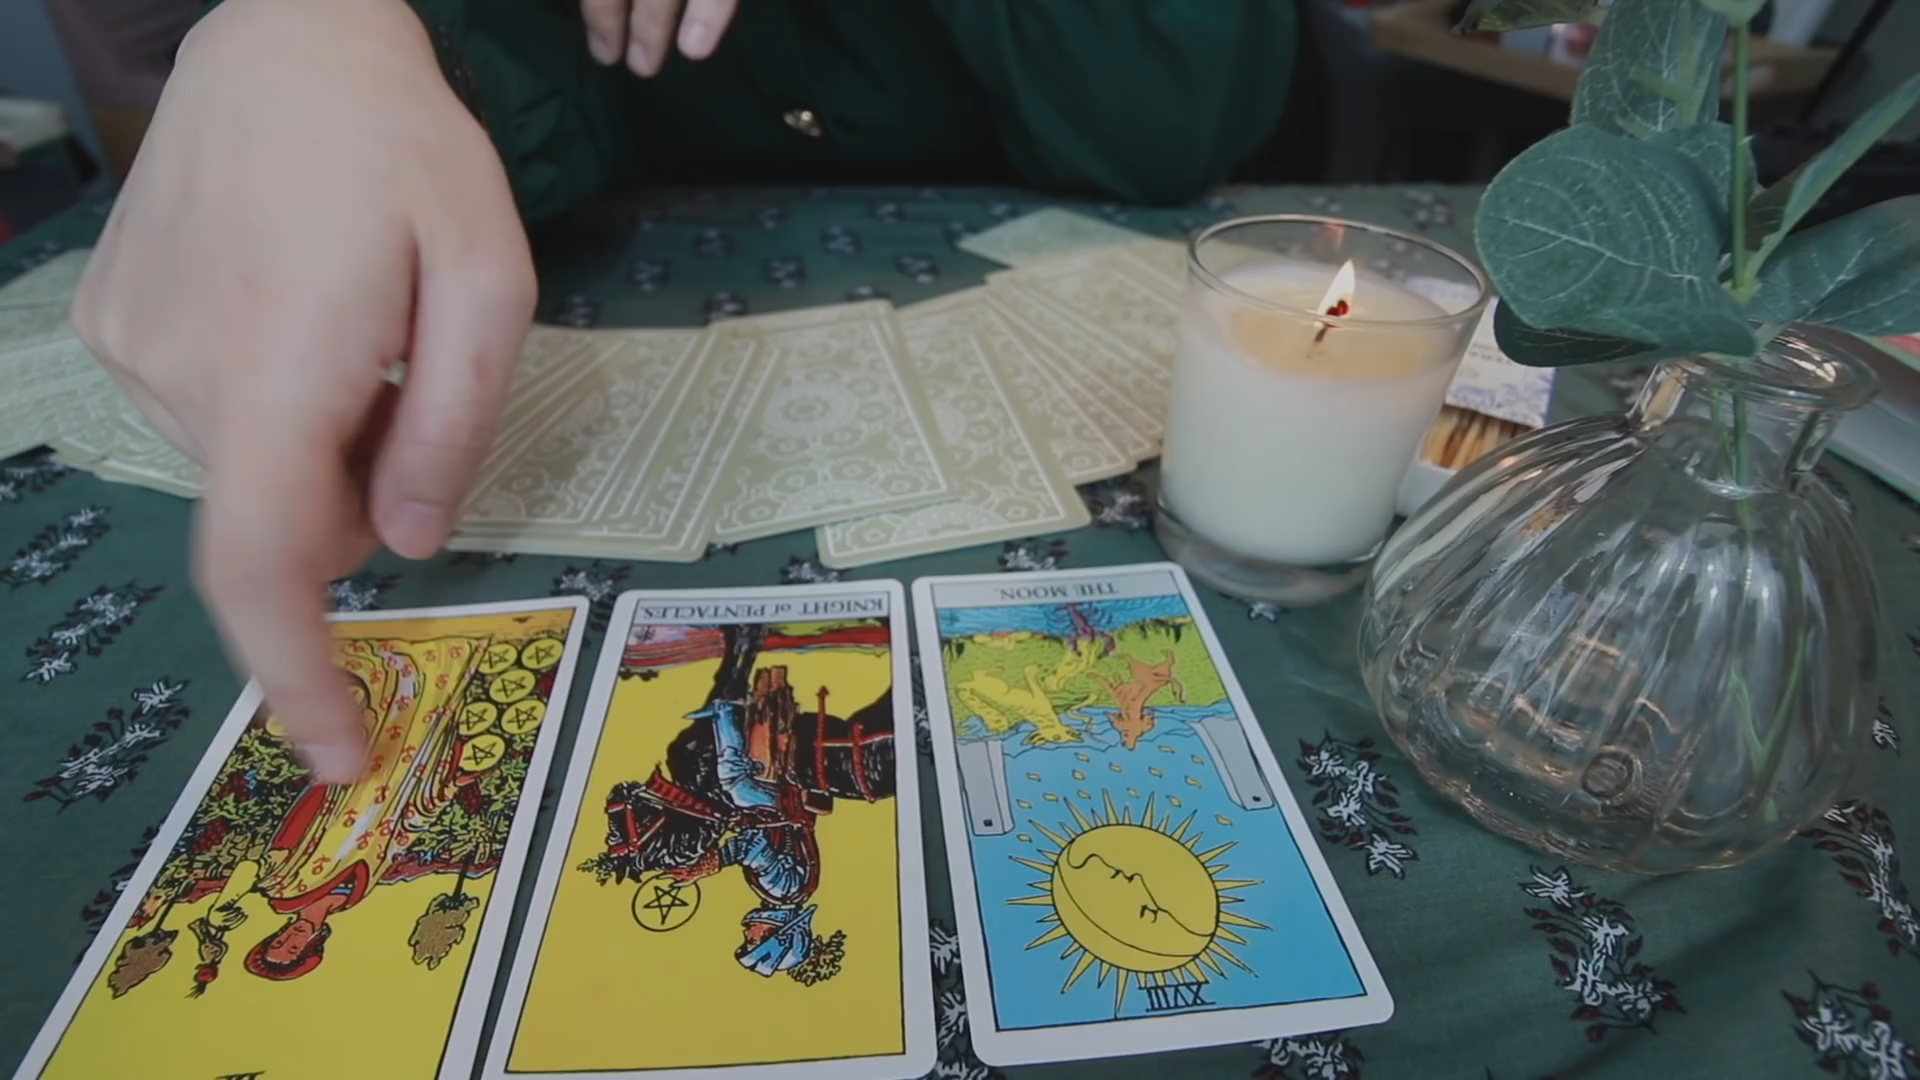 KNIGHT of PENTACLES.
THE MOON.
XVIII